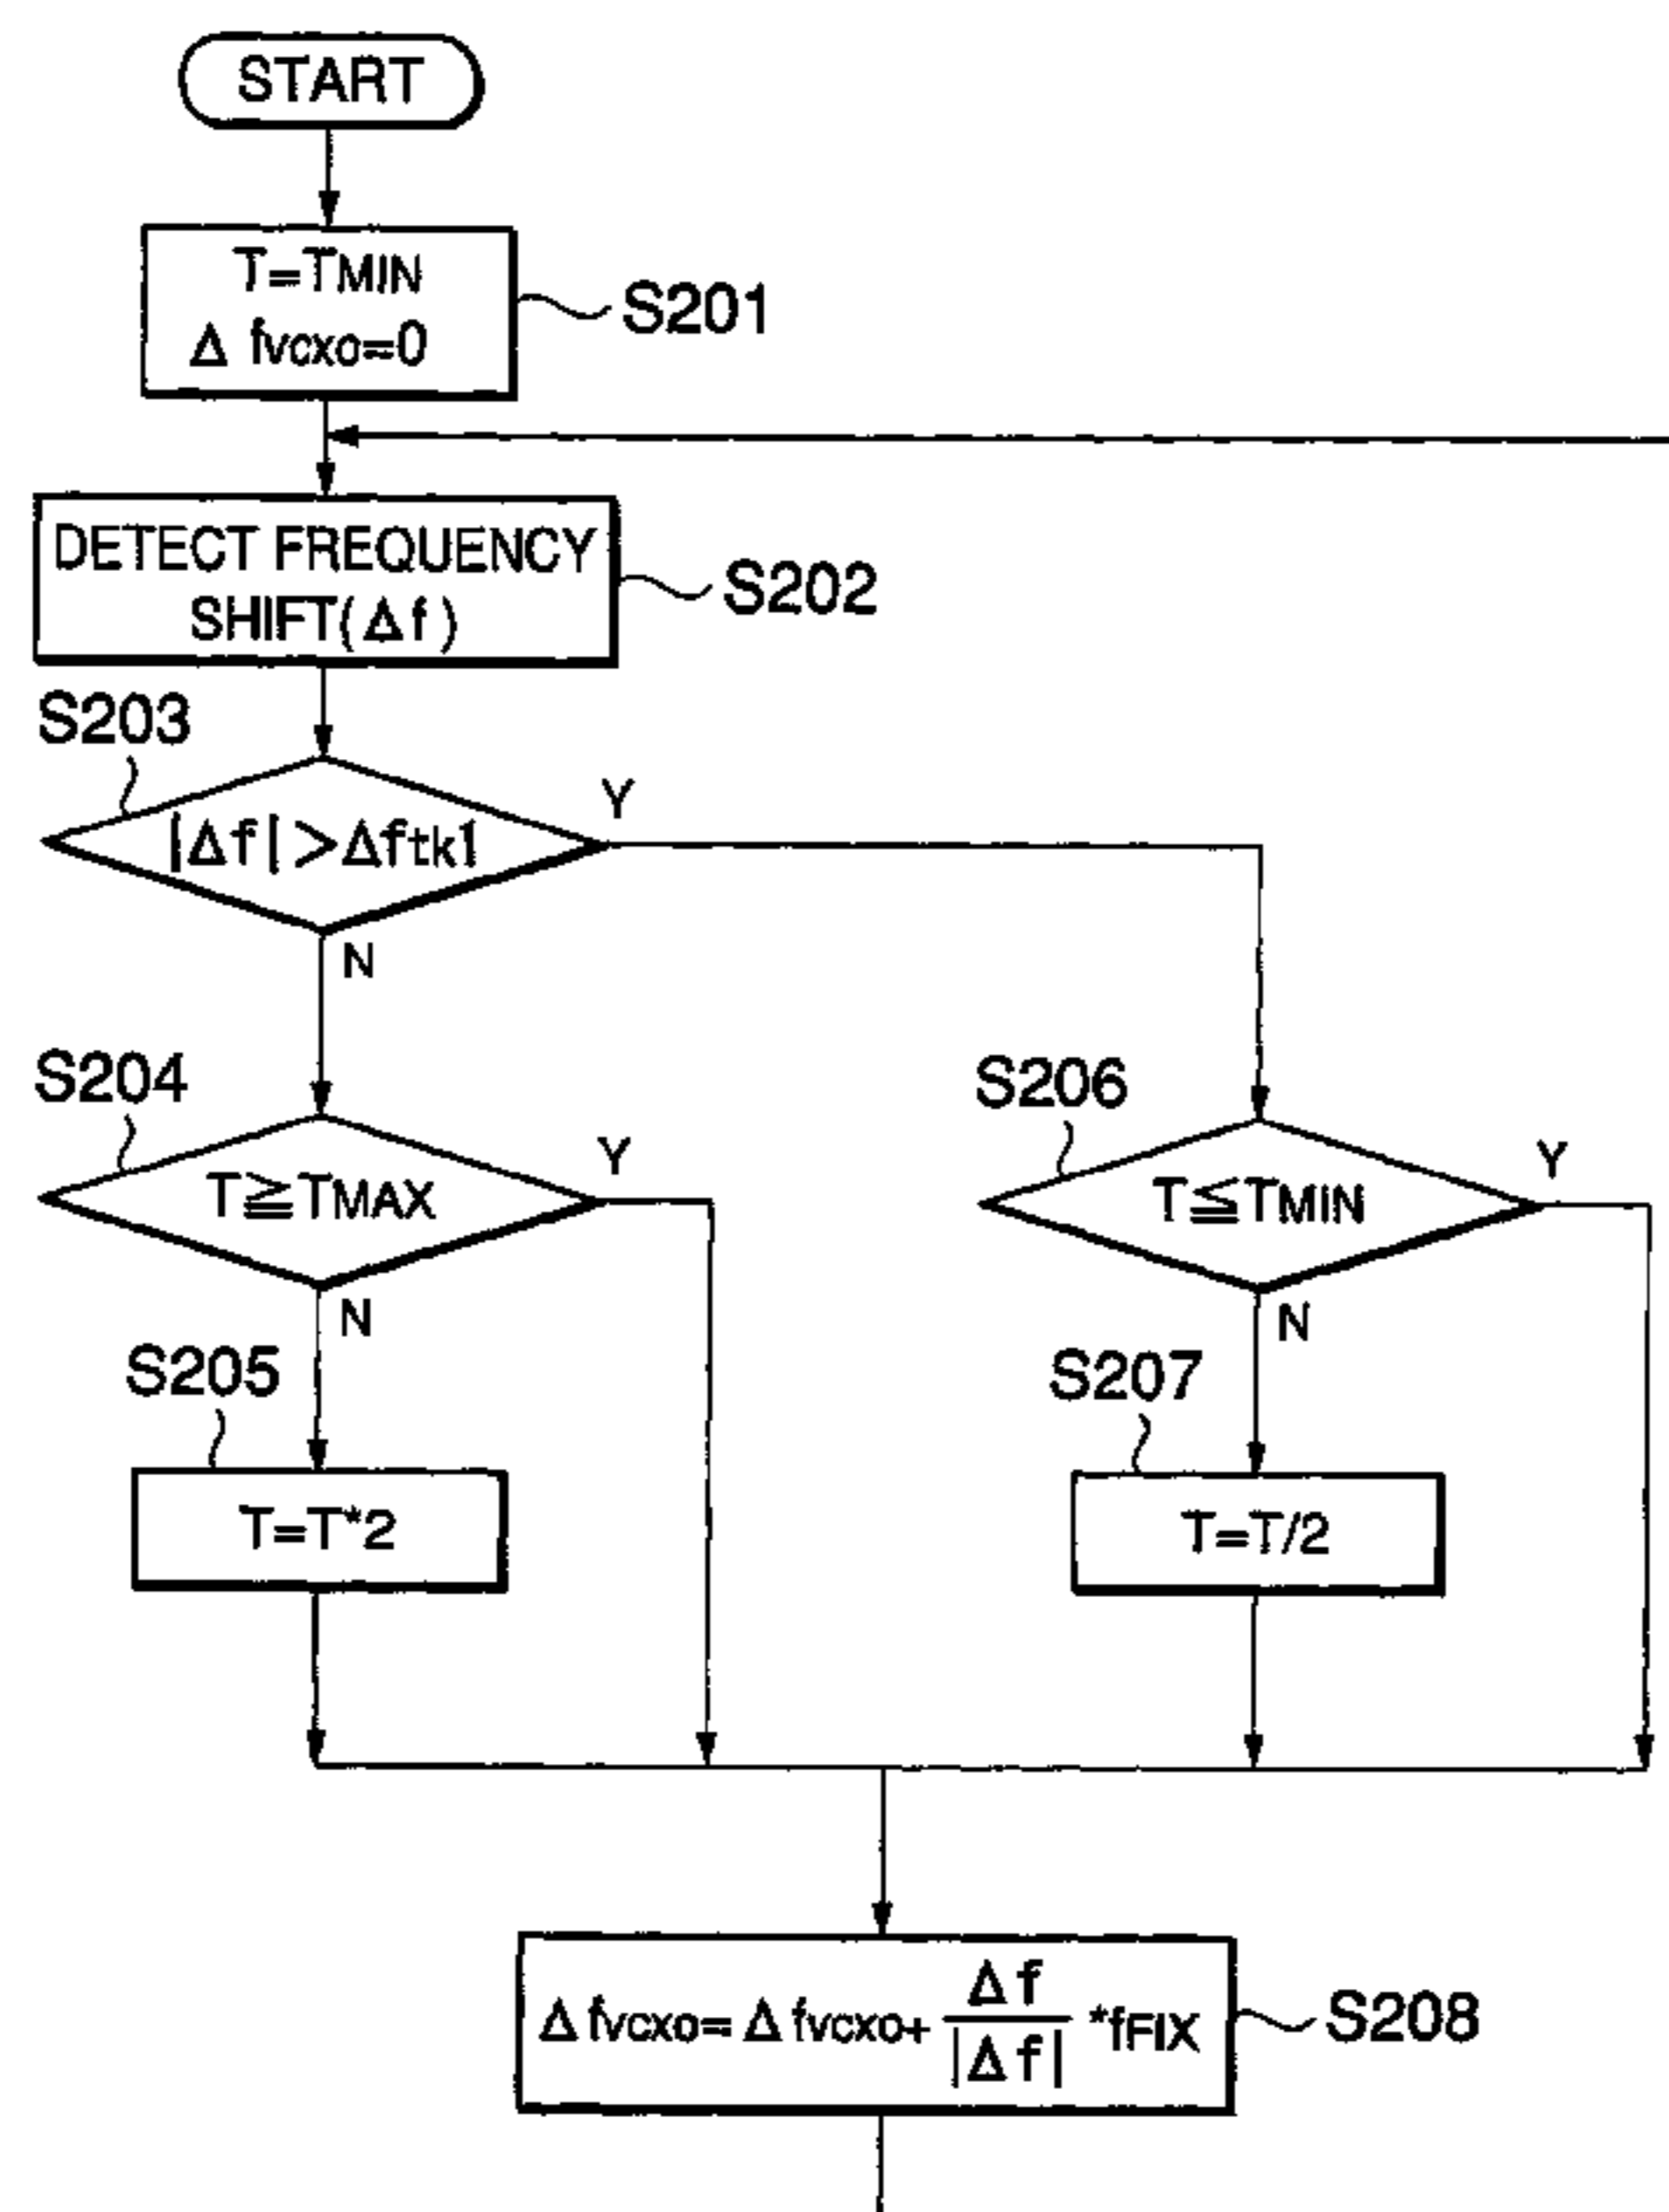 START
T=TMIN
Δ fvcxo=0
S201
DETECT FREQUENCY
SHIFT(Δf)
S202
S203
|Δf|>Δftk1
Y
N
S204
T≧TMAX
Y
N
S206
T≦TMIN
Y
N
S205
T=T*2
S207
T=T/2
Δ fvcxo=Δ fvcxo+ Δf/|Δf| *fFIX
S208